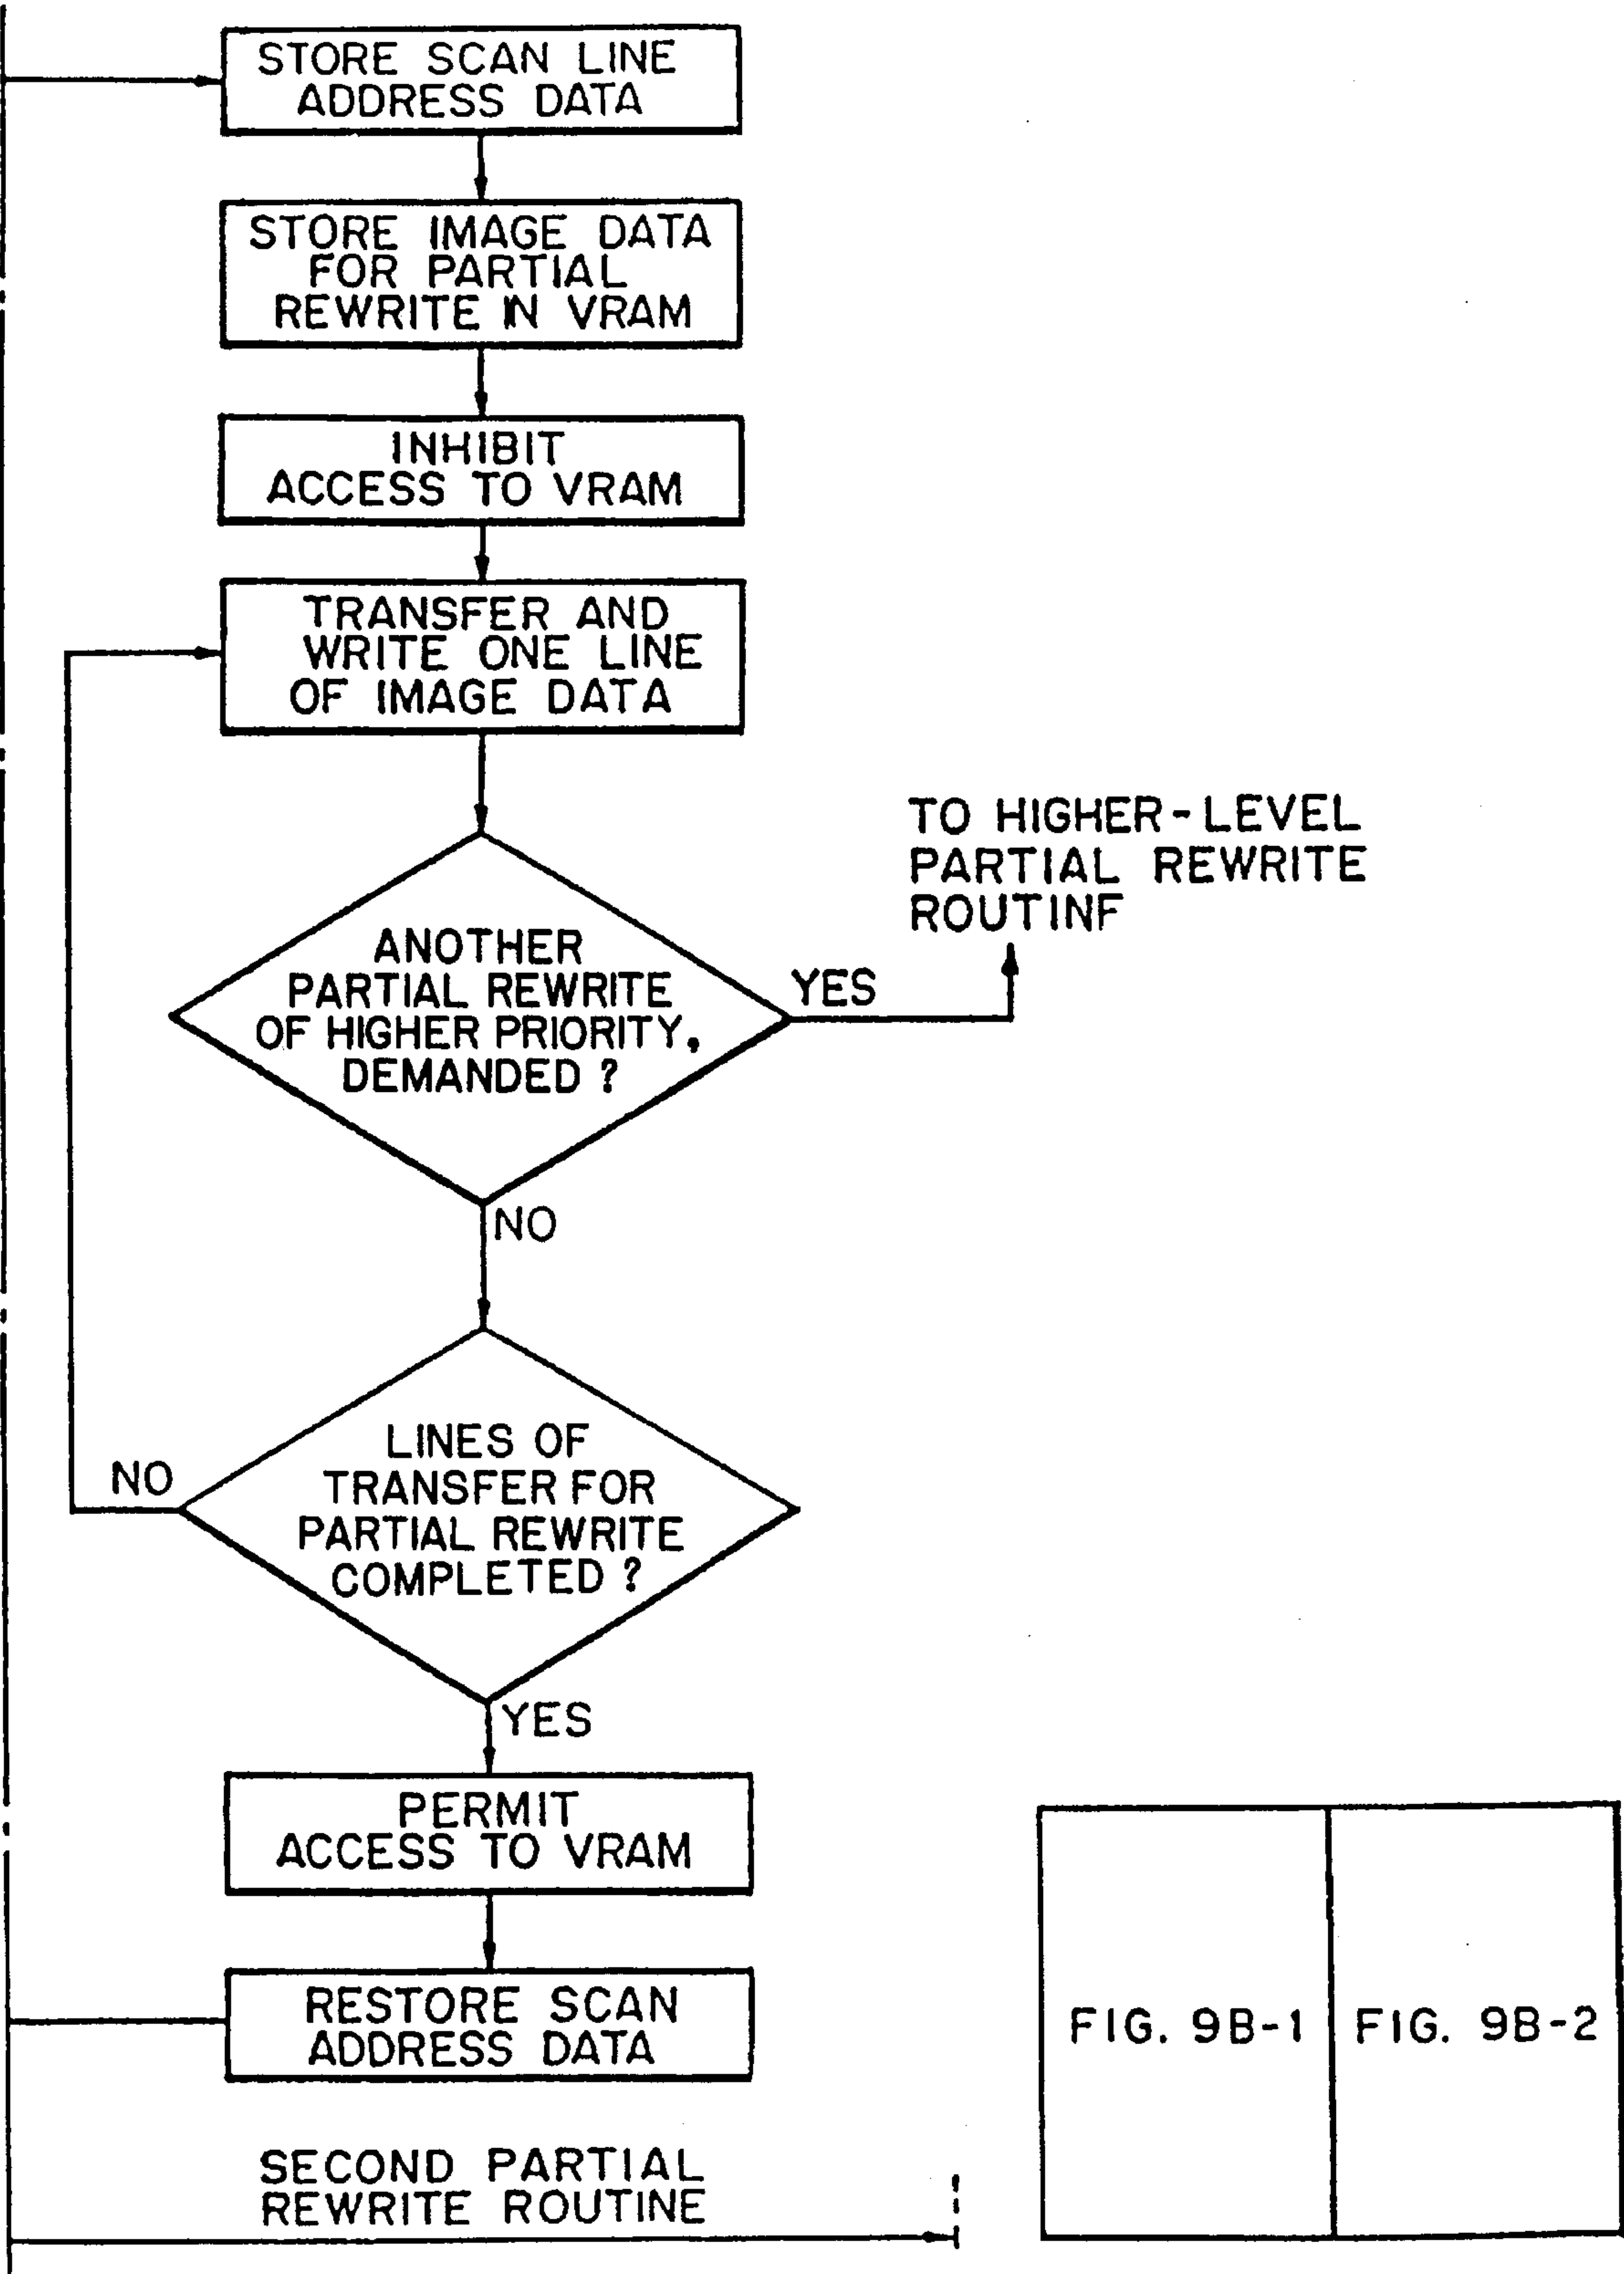 STORE SCAN LINE
ADDRESS DATA
STORE IMAGE DATA
FOR PARTIAL
REWRITE IN VRAM
INHIBIT
ACCESS TO VRAM
TRANSFER AND
WRITE ONE LINE
OF IMAGE DATA
TO HIGHER-LEVEL
PARTIAL REWRITE
ROUTINF
ANOTHER
PARTIAL REWRITE
OF HIGHER PRIORITY,
DEMANDED ?
YES
NO
LINES OF
TRANSFER FOR
PARTIAL REWRITE
COMPLETED ?
NO
YES
PERMIT
ACCESS TO VRAM
RESTORE SCAN
ADDRESS DATA
FIG. 9B-1
FIG. 9B-2
SECOND PARTIAL
REWRITE ROUTINE